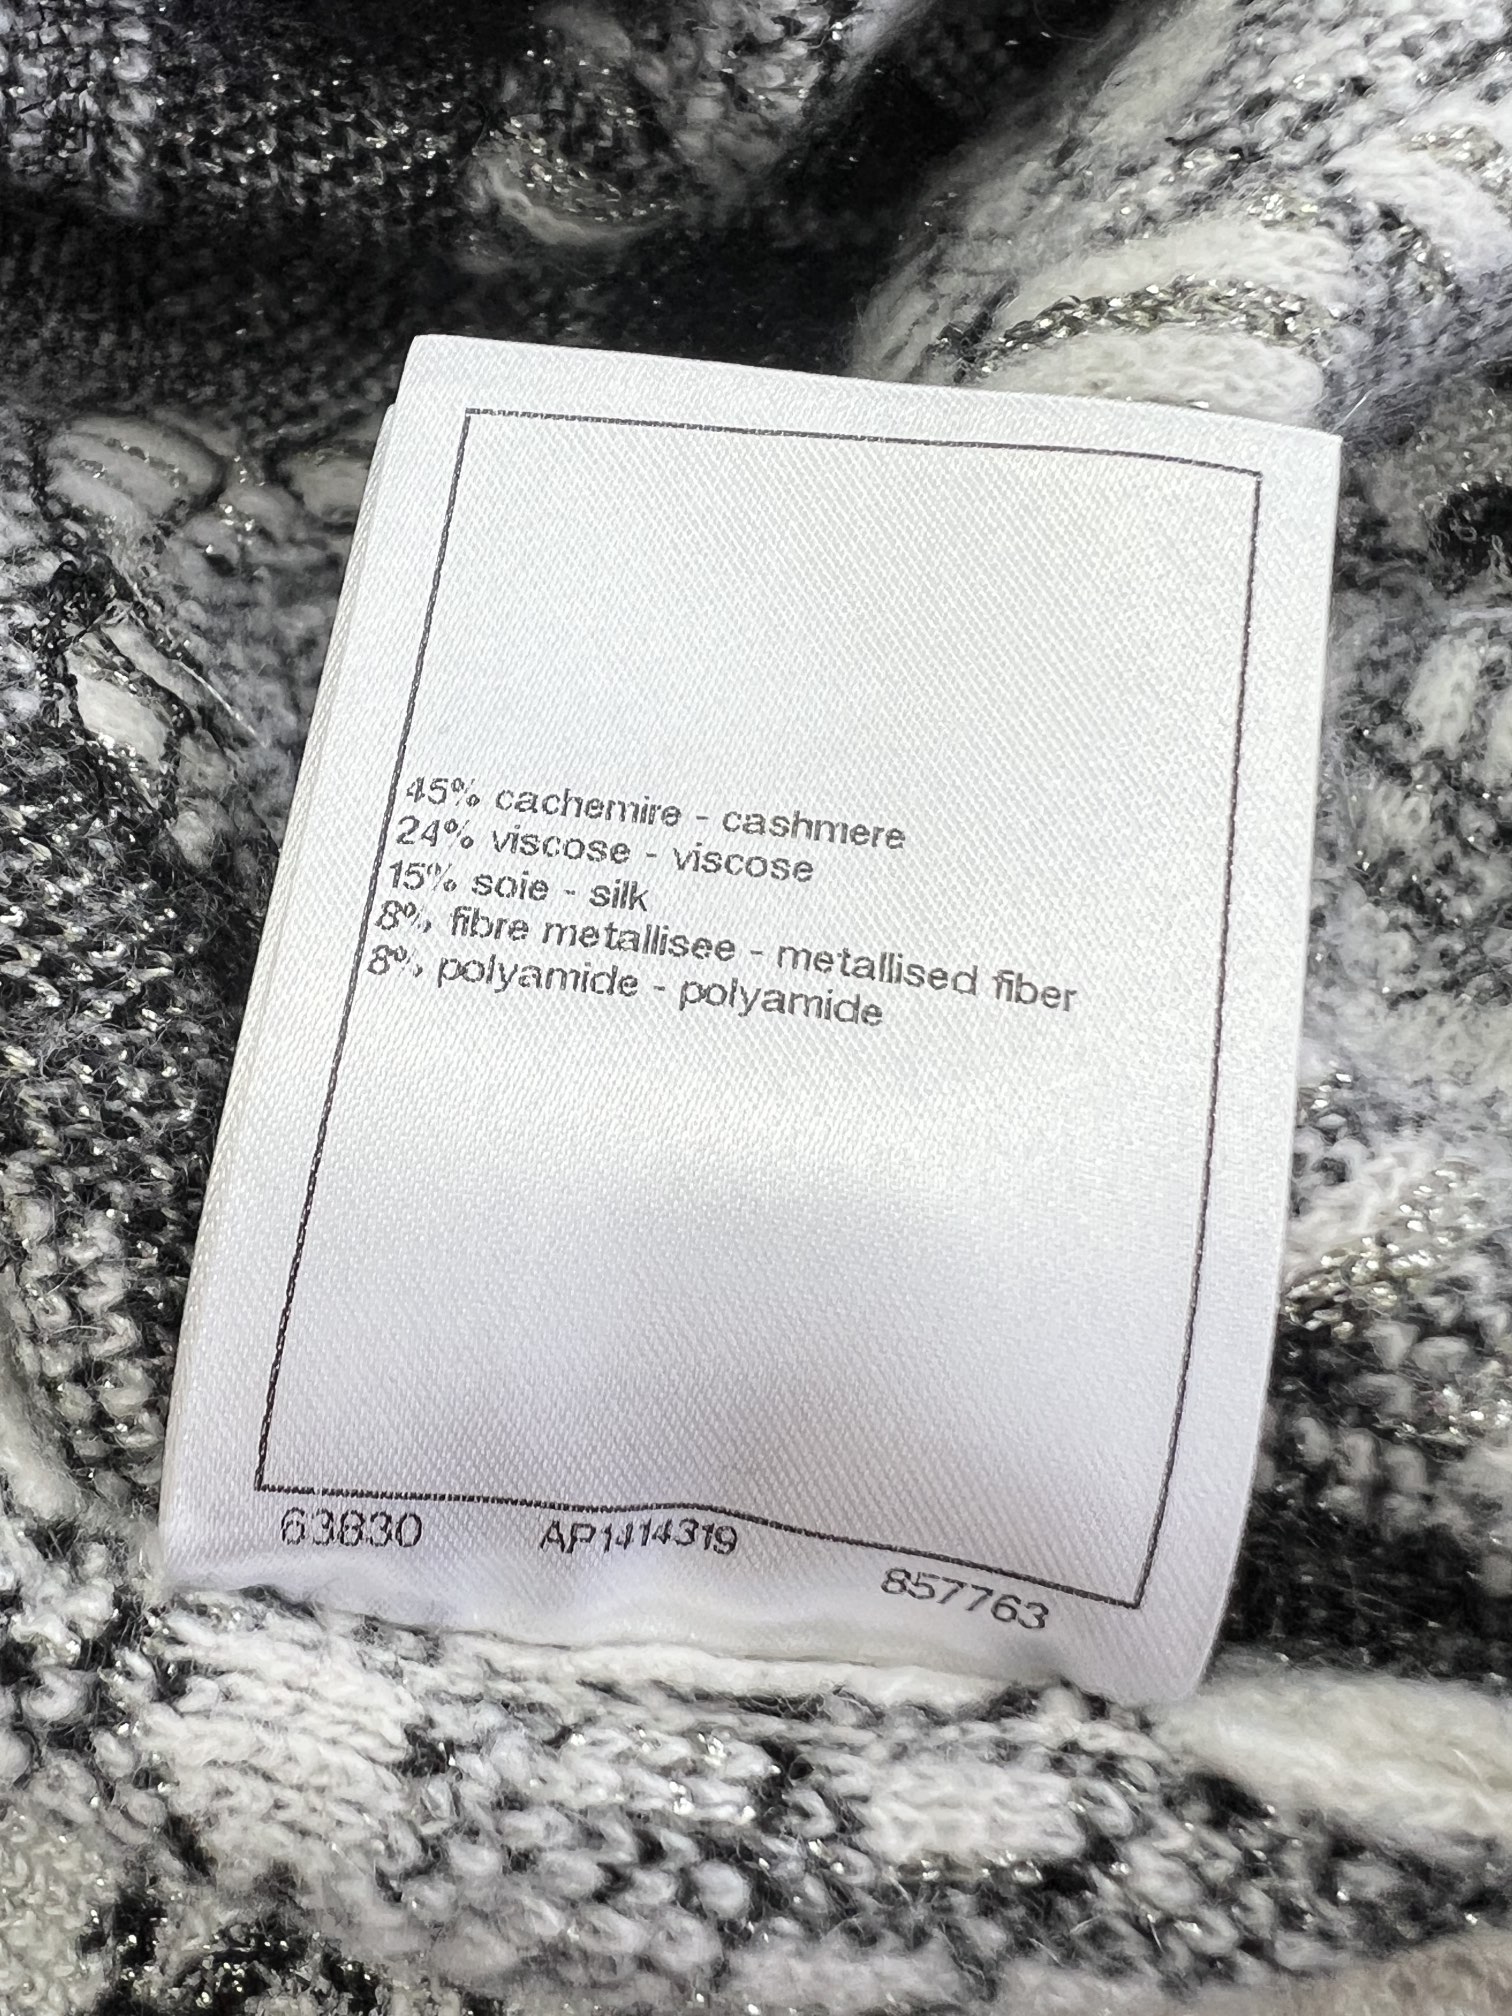 45% cachemire - cashmere
24% viscose - viscose
15% soie - silk
8% fibre metallisee - metallised fiber
8% polyamide - polyamide
63830 AP1414319 857763